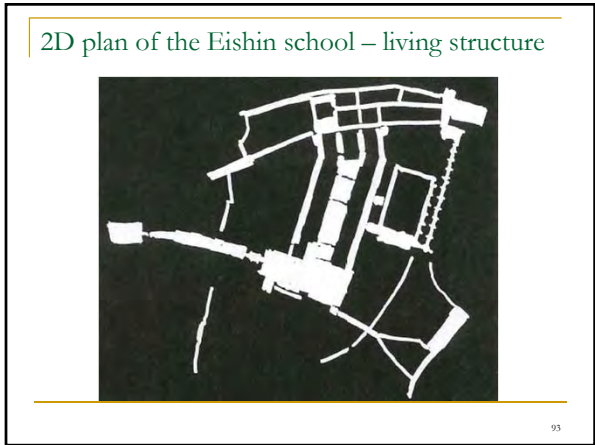 2D plan of the Eishin school – living structure
93